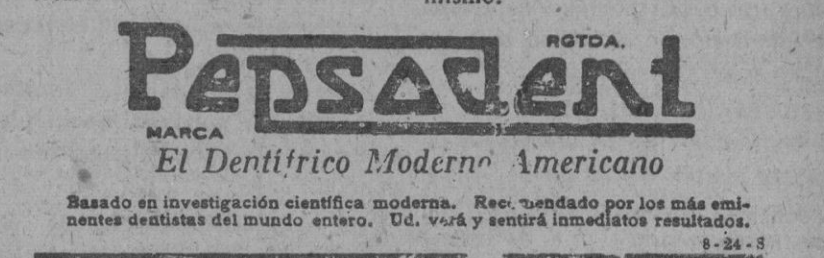 mismo.
Pepsodent
RGTDA.
MARCA
El Dentífrico Moderno Americano
Basado en investigación científica moderna. Recomendado por los más emi-
nentes dentistas del mundo entero. Ud. verá y sentirá inmediatos resultados.
8-24-S